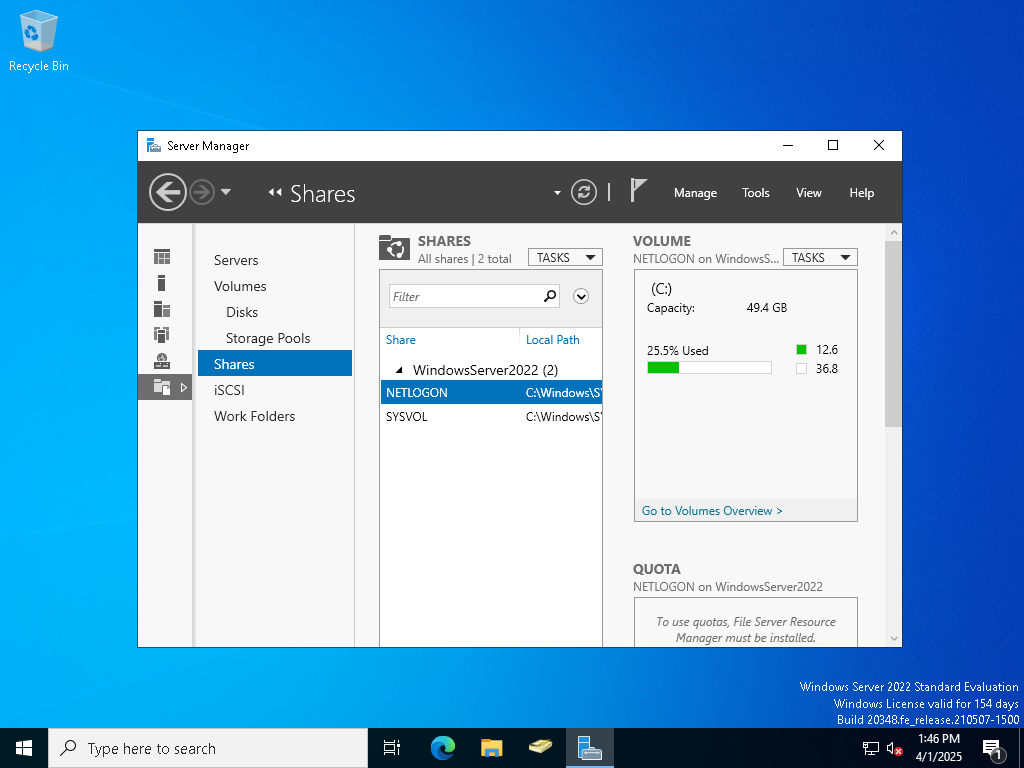 Recycle Bin
Server Manager
Shares
Manage
Tools
View
Help
Servers
Volumes
Disks
Storage Pools
Shares
iSCSI
Work Folders
SHARES
All shares | 2 total
TASKS
Filter
Share
Local Path
WindowsServer2022 (2)
NETLOGON
C:\Windows\SY
SYSVOL
C:\Windows\SY
VOLUME
NETLOGON on WindowsS...
TASKS
(C:)
Capacity:
49.4 GB
25.5% Used
12.6
36.8
Go to Volumes Overview >
QUOTA
NETLOGON on WindowsServer2022
To use quotas, File Server Resource
Manager must be installed.
Windows Server 2022 Standard Evaluation
Windows License valid for 154 days
Build 20348.fe_release.210507-1500
Type here to search
1:46 PM
4/1/2025
1